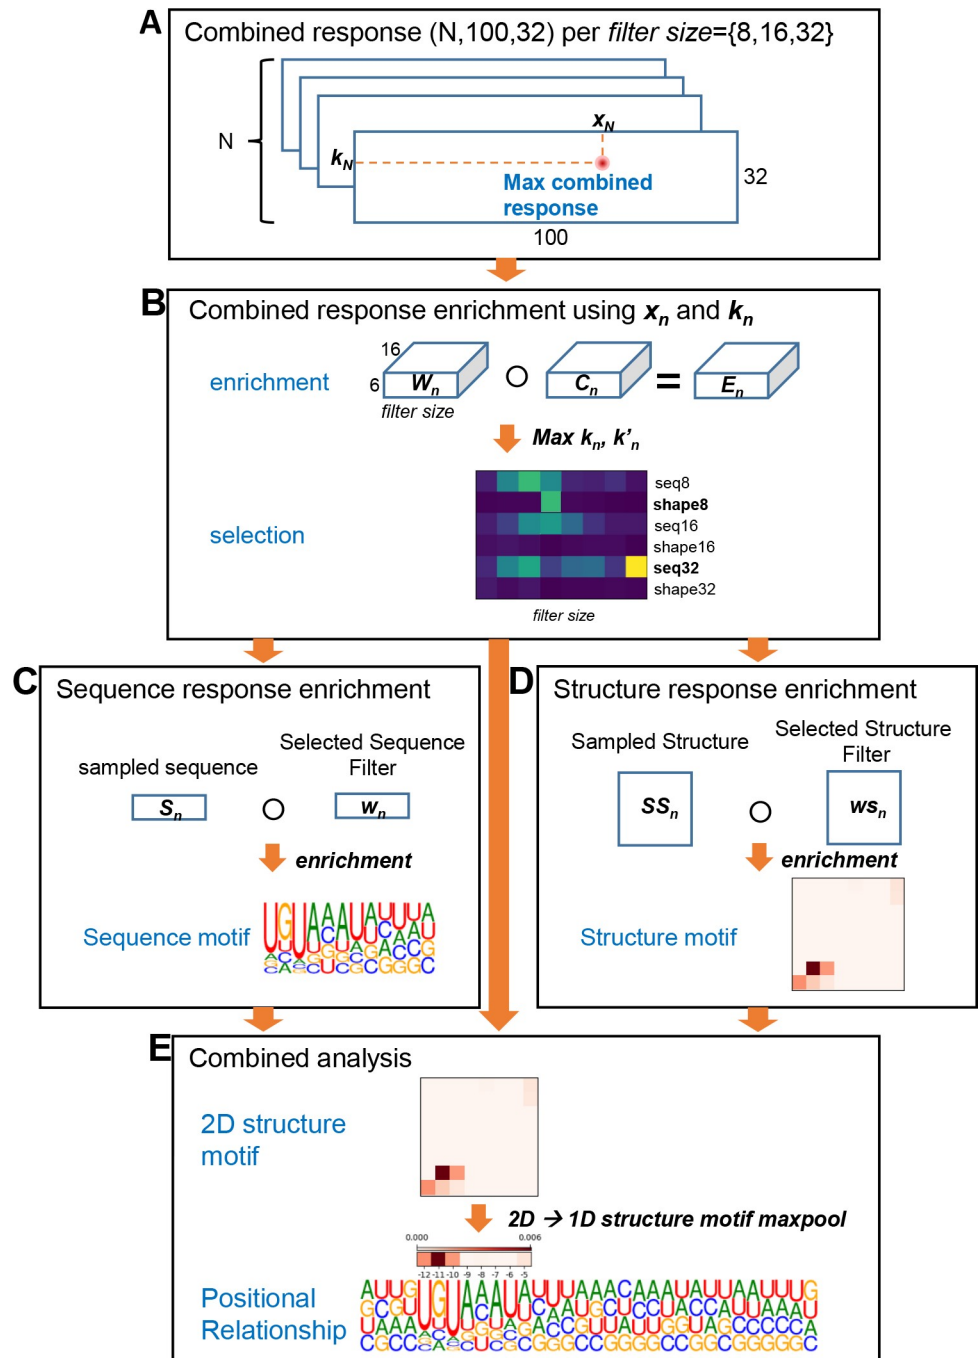 A
Combined response (N,100,32) per filter size={8,16,32}
N
x_N
k_N
Max combined
response
32
100
B
Combined response enrichment using x_n and k_n
enrichment
16
6
W_n
C_n
=
E_n
filter size
Max k_n, k'_n
selection
seq8
shape8
seq16
shape16
seq32
shape32
filter size
C
Sequence response enrichment
sampled sequence
Selected Sequence
Filter
S_n
w_n
enrichment
Sequence motif
UGUAAAUAUUUA
D
Structure response enrichment
Sampled Structure
Selected Structure
Filter
SS_n
ws_n
enrichment
Structure motif
E
Combined analysis
2D structure
motif
2D → 1D structure motif maxpool
0.000 0.006
-12 -11 -10 -9 -8 -7 -6 -5
Positional
Relationship
AUUGUGUAAAUAUUUAAACAAAUAUUAAUUUG